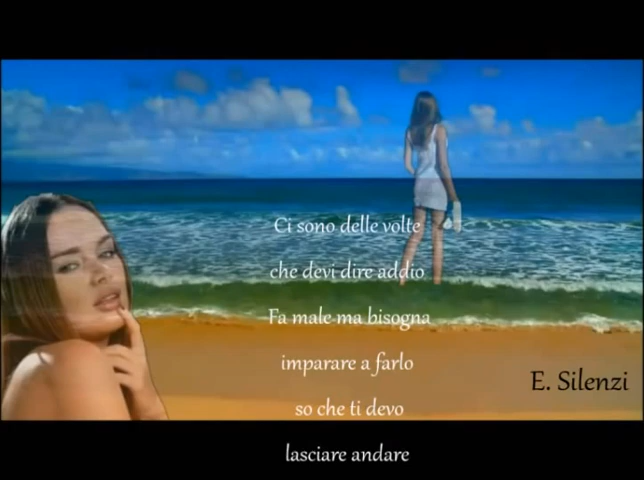 Ci sono delle volte
che devi dire addio
Fa male ma bisogna
imparare a farlo
E. Silenzi
so che ti devo
lasciare andare